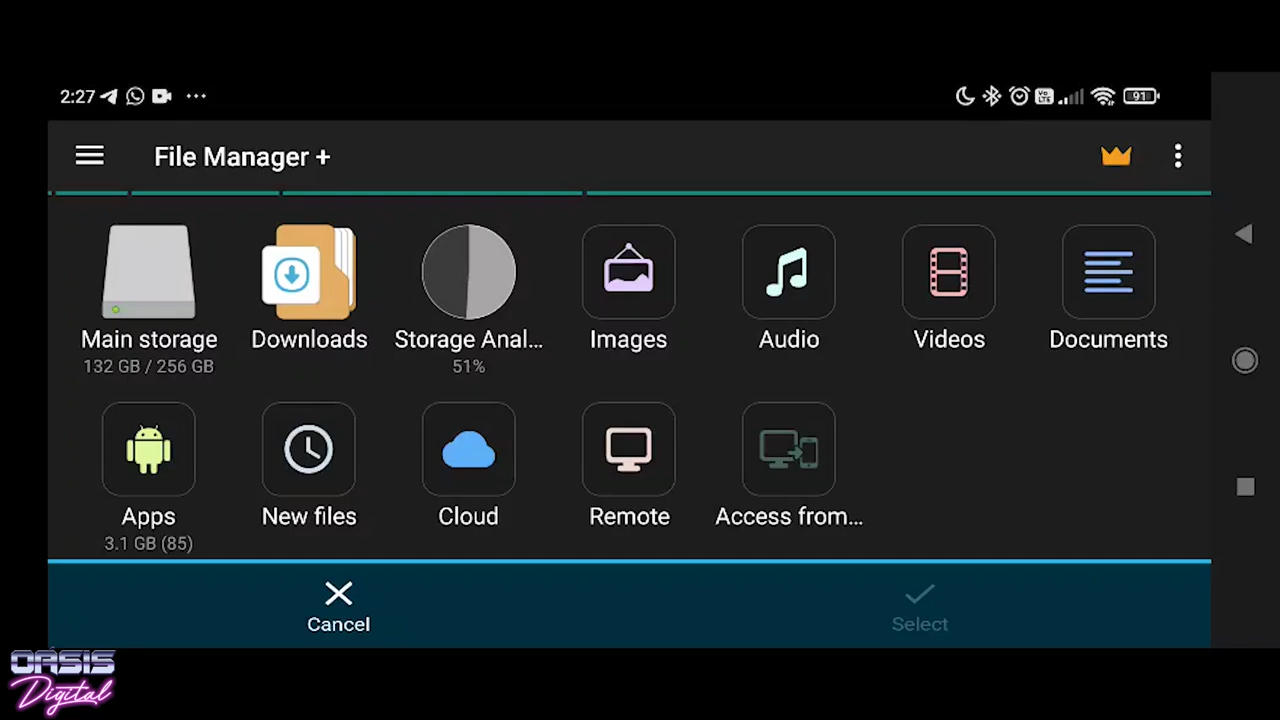 2:27
91
File Manager +
Main storage
132 GB / 256 GB
Downloads
Storage Anal...
51%
Images
Audio
Videos
Documents
Apps
3.1 GB (85)
New files
Cloud
Remote
Access from...
Cancel
Select
OASIS
Digital